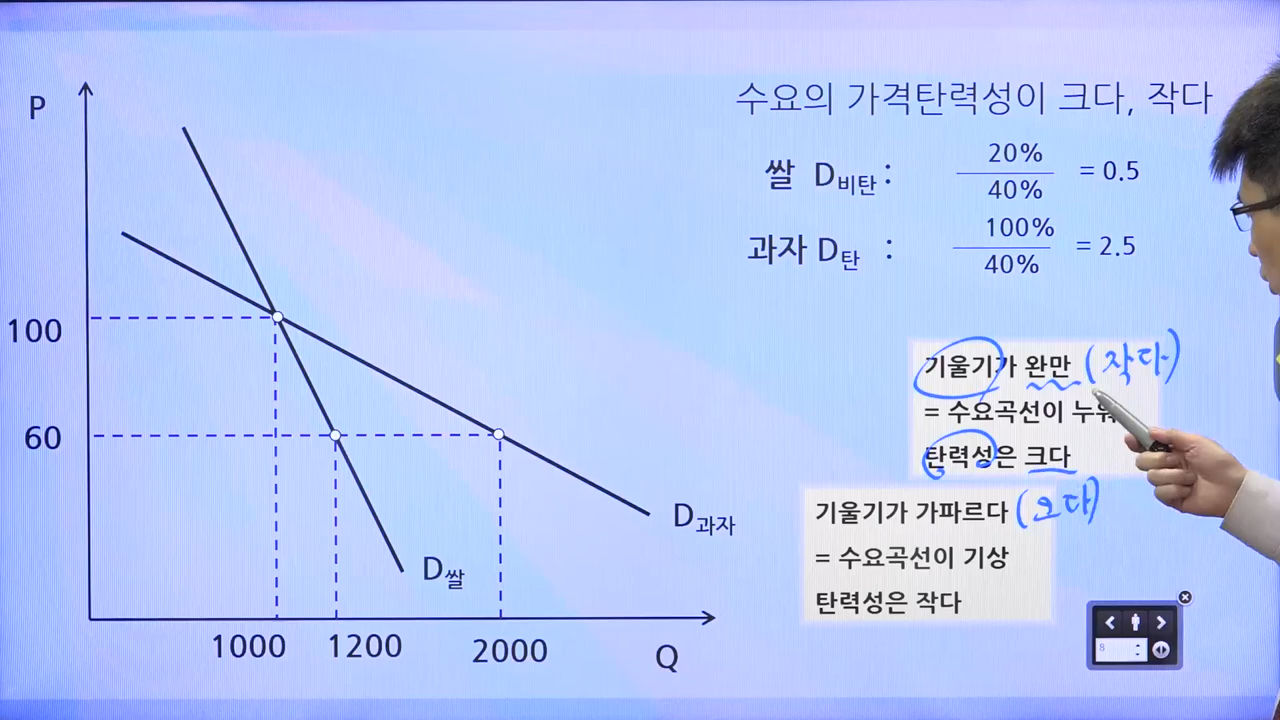 수요의 가격탄력성이 크다, 작다
쌀 D비탄 : 20% / 40% = 0.5
과자 D탄 : 100% / 40% = 2.5
P
100
60
D과자
D쌀
1000 1200 2000 Q
기울기가 완만 (작다)
= 수요곡선이 누워
탄력성은 크다
기울기가 가파르다
= 수요곡선이 기상
탄력성은 작다
8